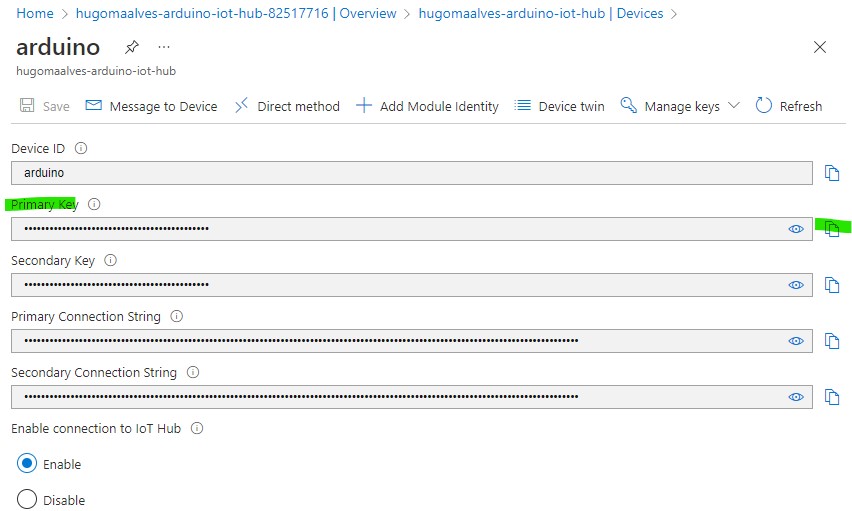 Home > hugomaalves-arduino-iot-hub-82517716 | Overview > hugomaalves-arduino-iot-hub | Devices >
arduino
hugomaalves-arduino-iot-hub
Save Message to Device Direct method Add Module Identity Device twin Manage keys Refresh
Device ID
arduino
Primary Key
••••••••••••••••••••••••••••••••••••••••••••
Secondary Key
••••••••••••••••••••••••••••••••••••••••••••
Primary Connection String
••••••••••••••••••••••••••••••••••••••••••••••••••••••••••••••••••••••••••••••••••••••••••••••••••••••••••••••••••••••••••••••••••••
Secondary Connection String
••••••••••••••••••••••••••••••••••••••••••••••••••••••••••••••••••••••••••••••••••••••••••••••••••••••••••••••••••••••••••••••••••••
Enable connection to IoT Hub
Enable
Disable